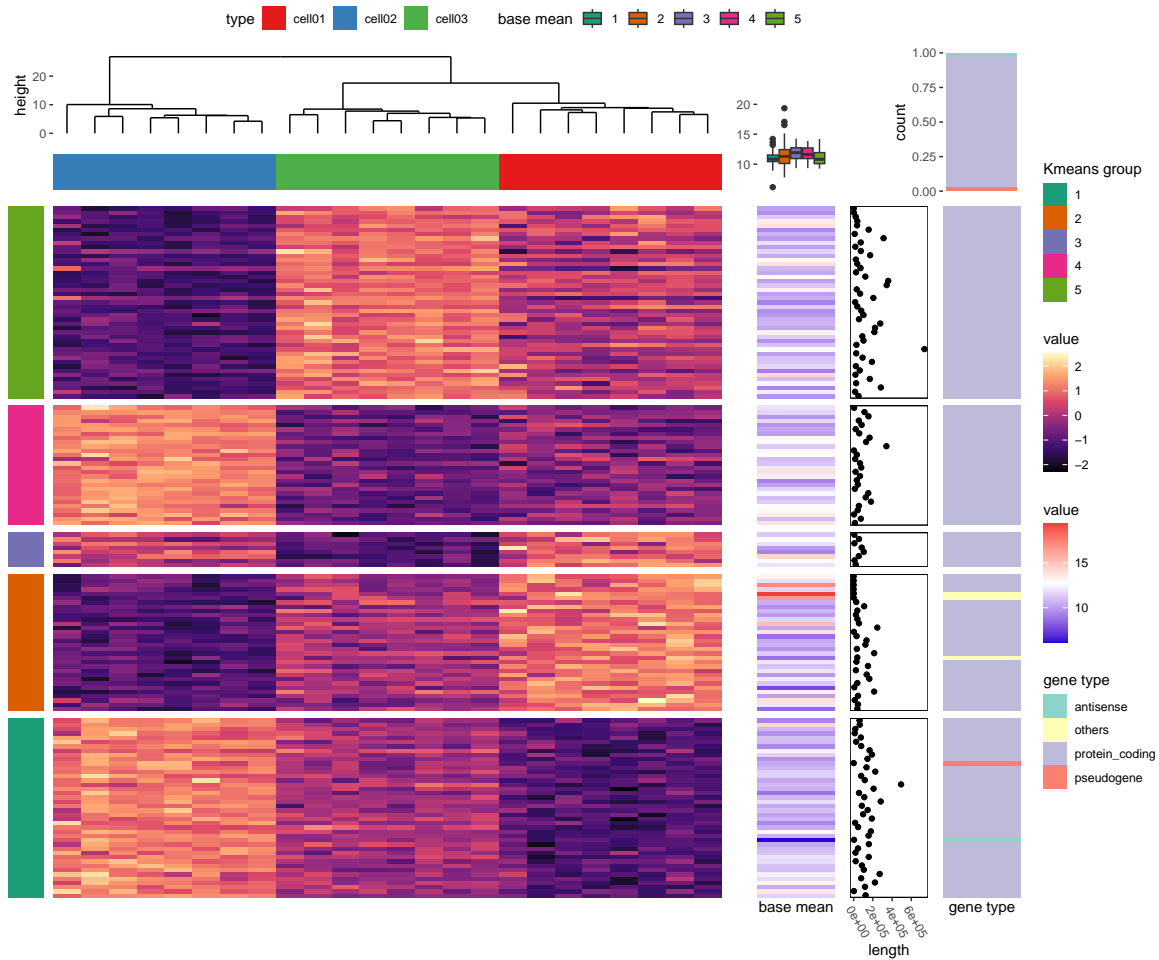 type cell01 cell02 cell03 base mean 1 2 3 4 5
height
20
10
0
20
15
10
count
1.00
0.75
0.50
0.25
0.00
Kmeans group
1
2
3
4
5
value
2
1
0
−1
−2
value
15
10
gene type
antisense
others
protein_coding
pseudogene
base mean
0e+00
2e+05
4e+05
6e+05
length
gene type